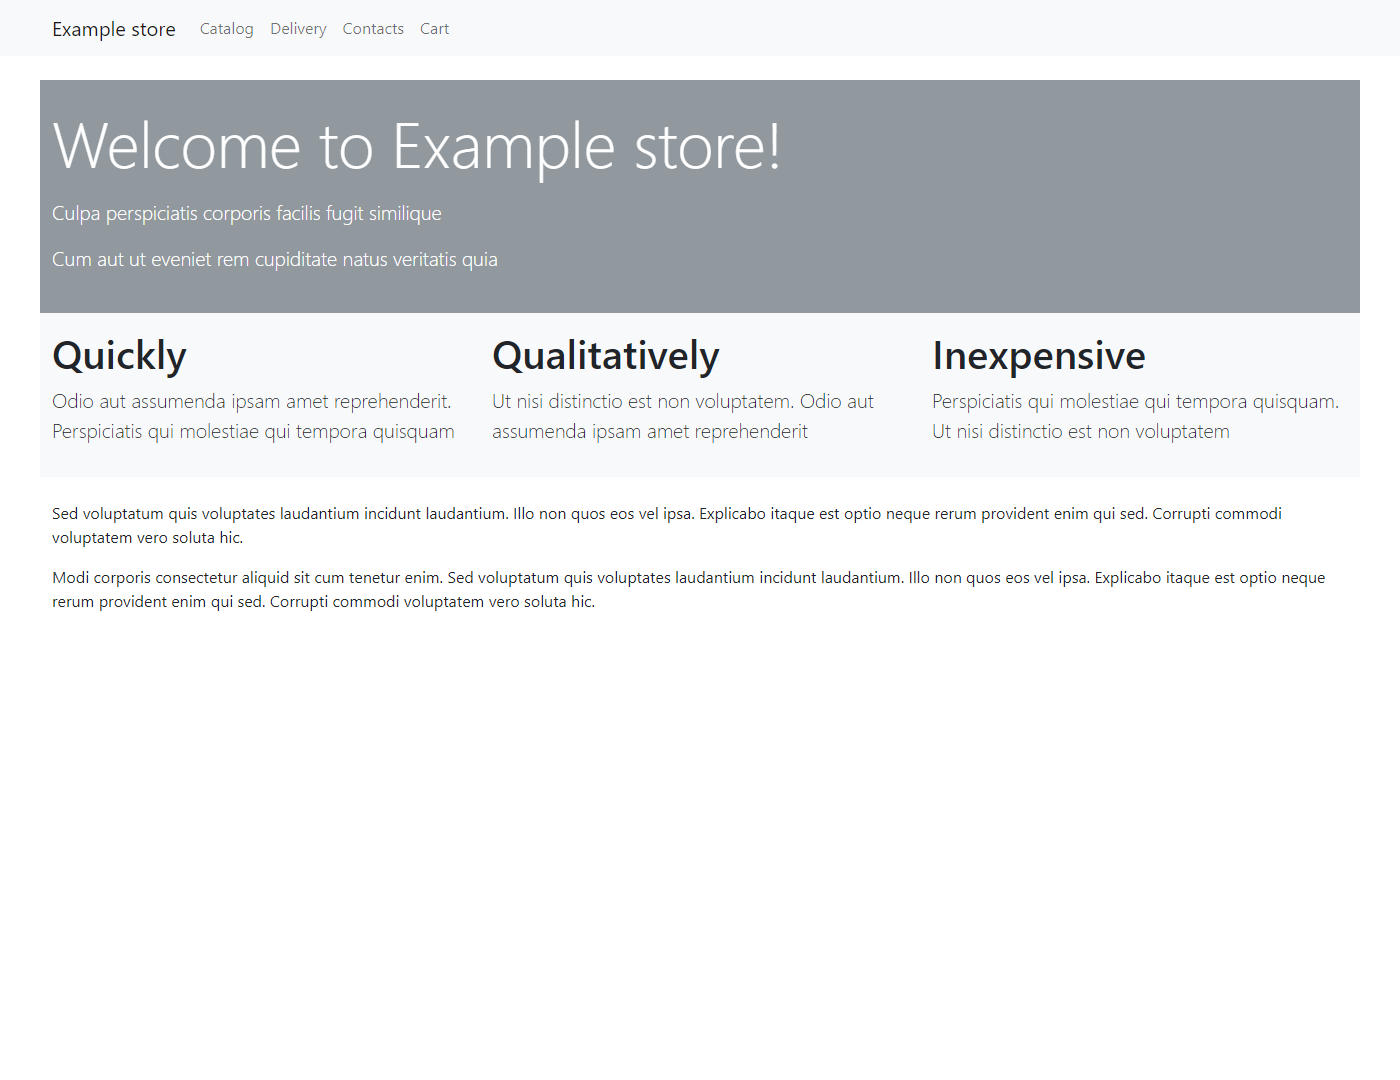 Example store Catalog Delivery Contacts Cart
Welcome to Example store!
Culpa perspiciatis corporis facilis fugit similique
Cum aut ut eveniet rem cupiditate natus veritatis quia
Quickly
Odio aut assumenda ipsam amet reprehenderit.
Perspiciatis qui molestiae qui tempora quisquam
Qualitatively
Ut nisi distinctio est non voluptatem. Odio aut
assumenda ipsam amet reprehenderit
Inexpensive
Perspiciatis qui molestiae qui tempora quisquam.
Ut nisi distinctio est non voluptatem
Sed voluptatum quis voluptates laudantium incidunt laudantium. Illo non quos eos vel ipsa. Explicabo itaque est optio neque rerum provident enim qui sed. Corrupti commodi
voluptatem vero soluta hic.
Modi corporis consectetur aliquid sit cum tenetur enim. Sed voluptatum quis voluptates laudantium incidunt laudantium. Illo non quos eos vel ipsa. Explicabo itaque est optio neque
rerum provident enim qui sed. Corrupti commodi voluptatem vero soluta hic.